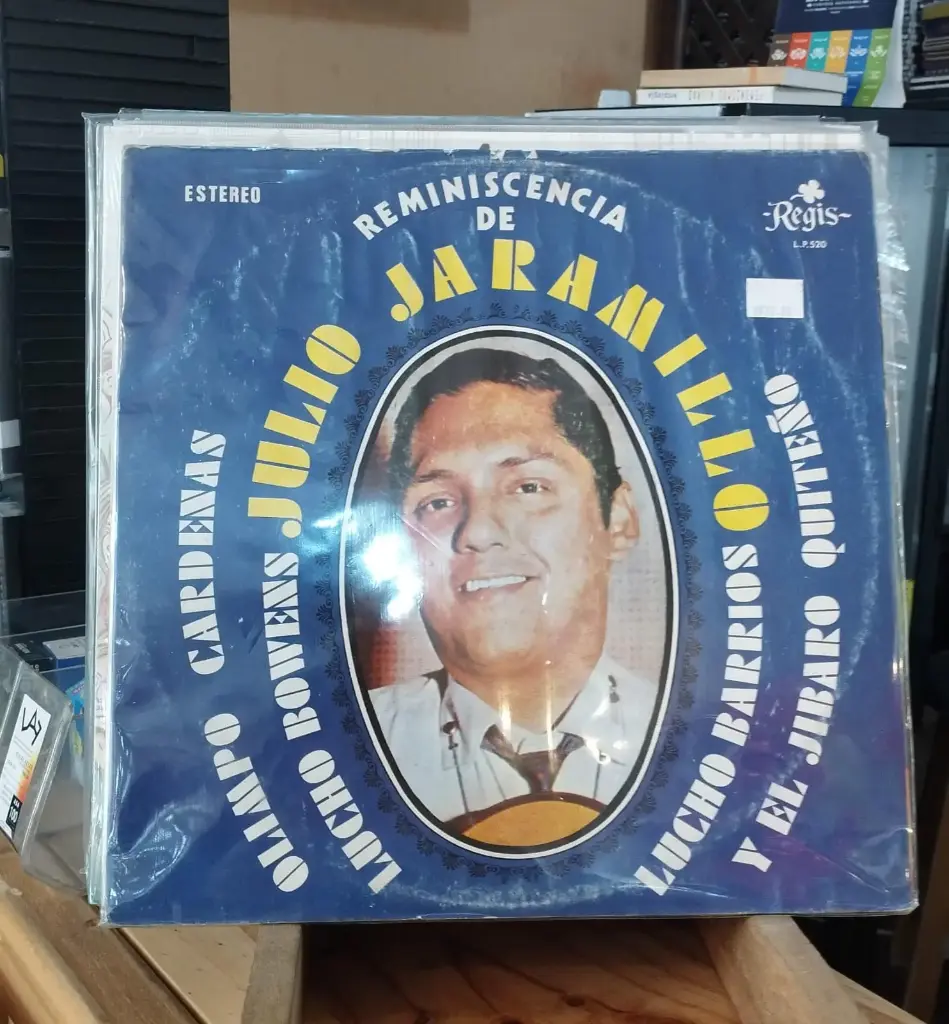 ESTEREO
REMINISCENCIA
DE
JULIO JARAMILLO
-Regis-
L.P. 520
OLIMPO CARDENAS
LUCHO BOWENS
LUCHO BARRIOS
Y EL JIBARO QUITEÑO